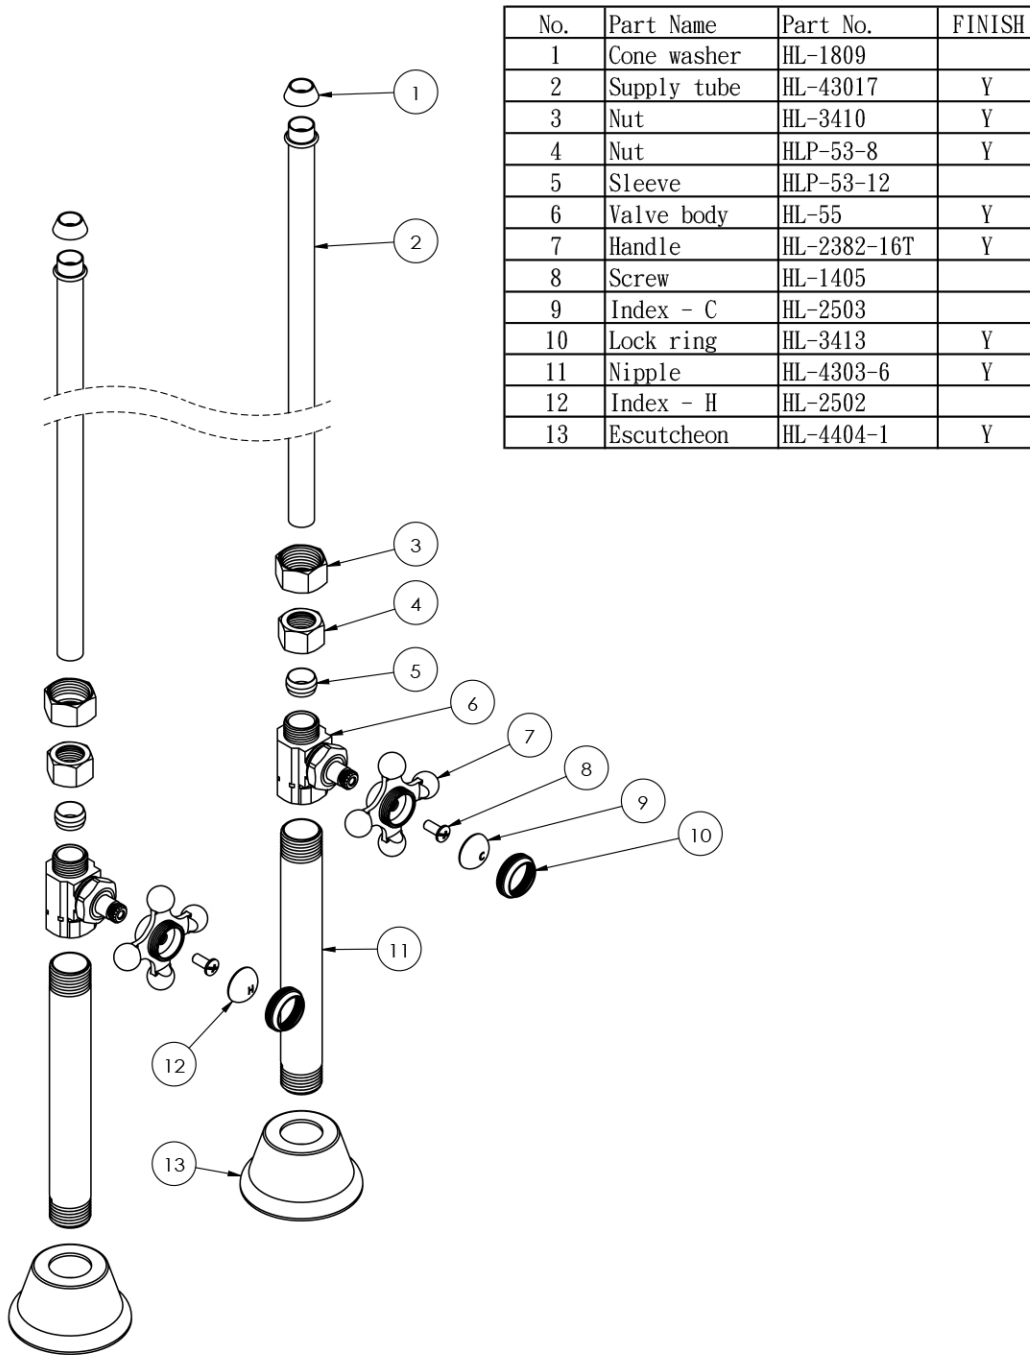 No. Part Name Part No. FINISH
1 Cone washer HL-1809
2 Supply tube HL-43017 Y
3 Nut HL-3410 Y
4 Nut HLP-53-8 Y
5 Sleeve HLP-53-12
6 Valve body HL-55 Y
7 Handle HL-2382-16T Y
8 Screw HL-1405
9 Index - C HL-2503
10 Lock ring HL-3413 Y
11 Nipple HL-4303-6 Y
12 Index - H HL-2502
13 Escutcheon HL-4404-1 Y
1
2
3
4
5
6
7
8
9
10
C
11
H
12
13